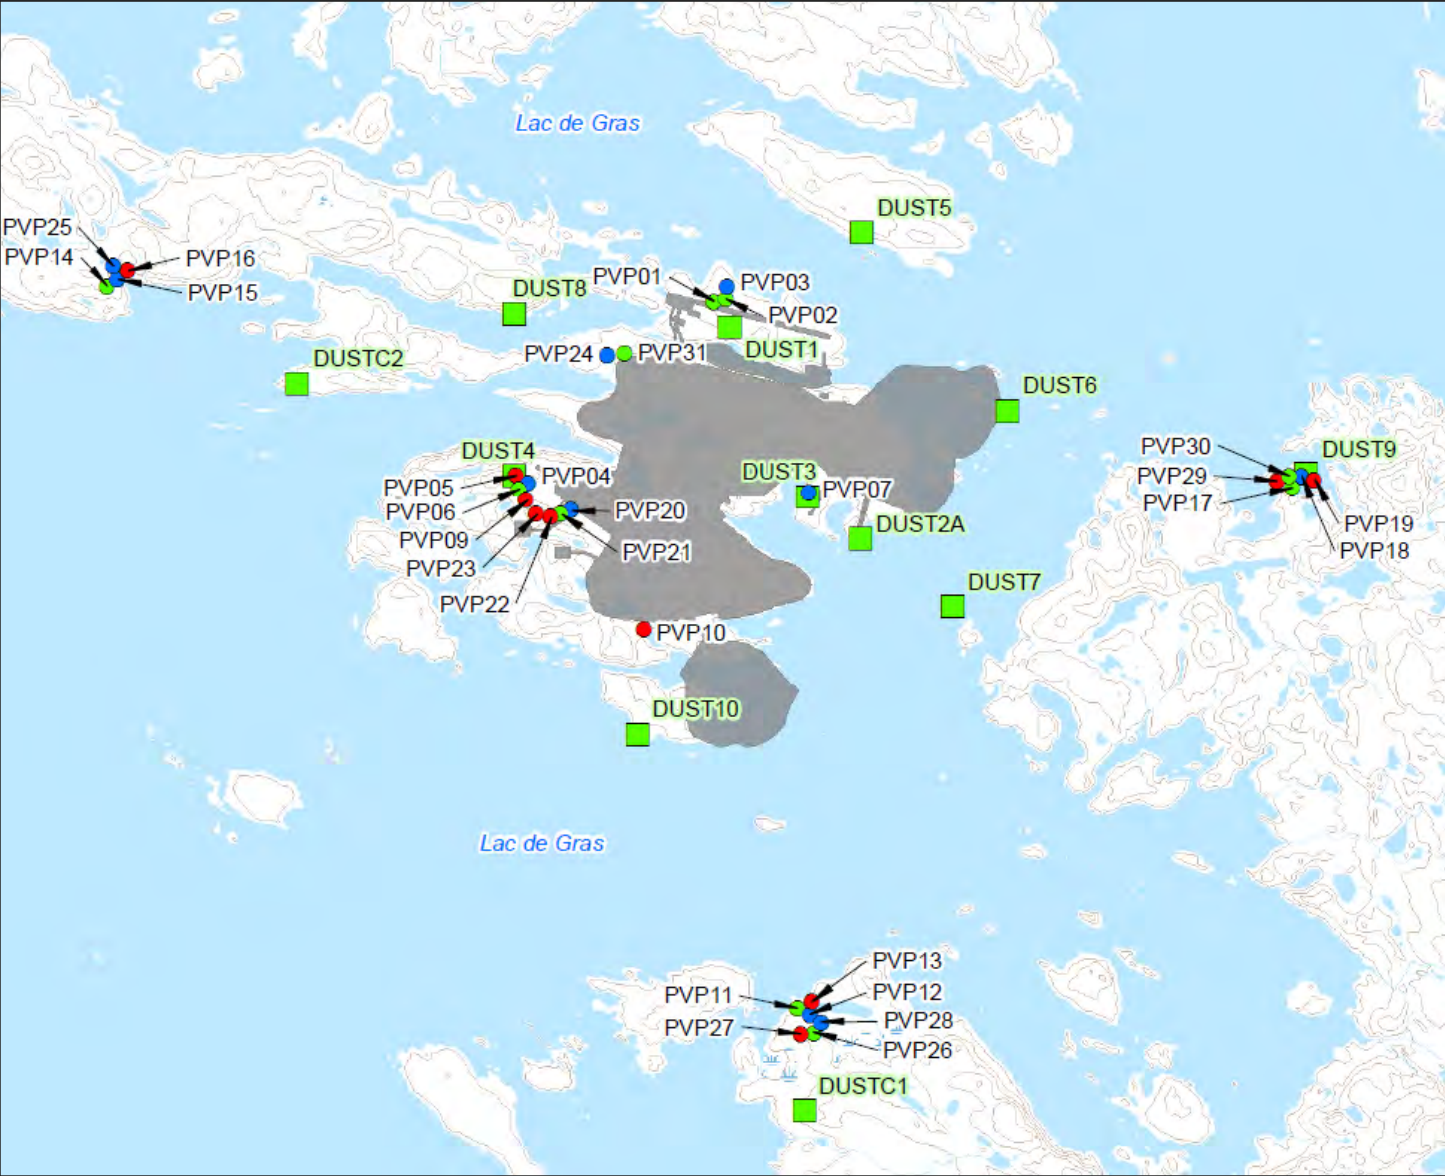 Lac de Gras
DUST5
PVP25
PVP14
PVP16
PVP15
PVP01
PVP03
DUST8
PVP02
DUSTC2
PVP24
PVP31
DUST1
DUST6
PVP30
DUST9
DUST4
PVP04
DUST3
PVP29
PVP05
PVP07
PVP17
PVP06
PVP20
PVP19
DUST2A
PVP09
PVP21
PVP18
PVP23
DUST7
PVP22
PVP10
DUST10
Lac de Gras
PVP13
PVP11
PVP12
PVP27
PVP28
PVP26
DUSTC1